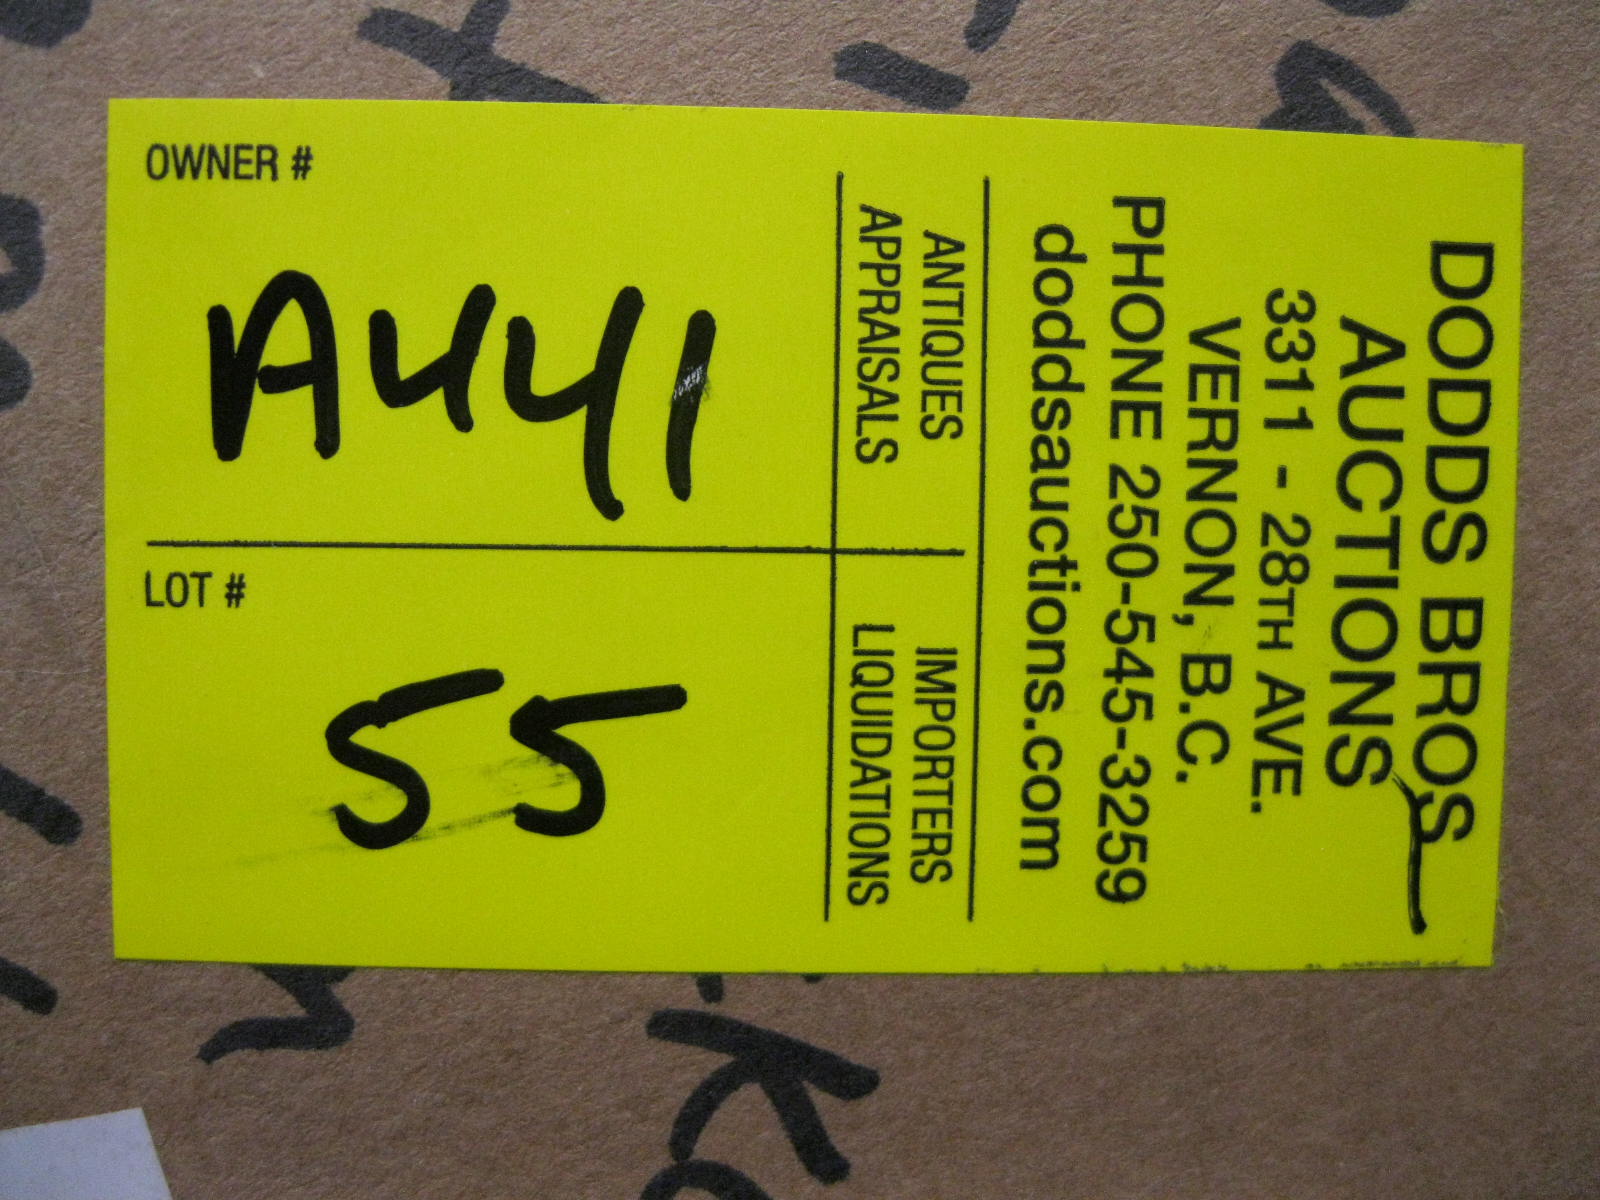 DODDS BROS
AUCTIONS
3311 - 28TH AVE.
VERNON, B.C.
PHONE 250-545-3259
doddsauctions.com
ANTIQUES
APPRAISALS
IMPORTERS
LIQUIDATIONS
OWNER #
A441
LOT #
55